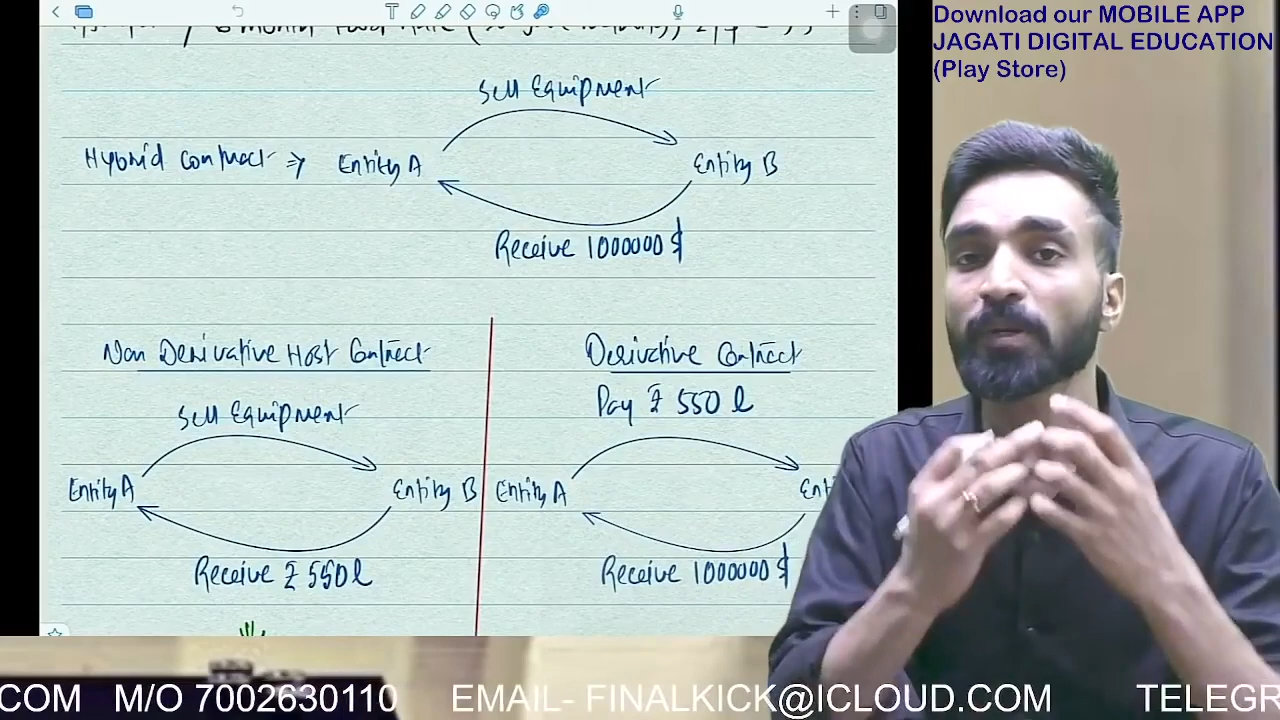 Download our MOBILE APP
JAGATI DIGITAL EDUCATION
(Play Store)
Sell Equipment
Hybrid Contract ⇒ Entity A Entity B
Receive 1000000 $
Non Derivative Host Contract
Derivative Contract
Pay ₹ 550 l
Sell Equipment
Entity A Entity B
Entity A
Receive ₹ 550 l
Receive 1000000 $
COM M/O 7002630110 EMAIL- FINALKICK@ICLOUD.COM TELEGR